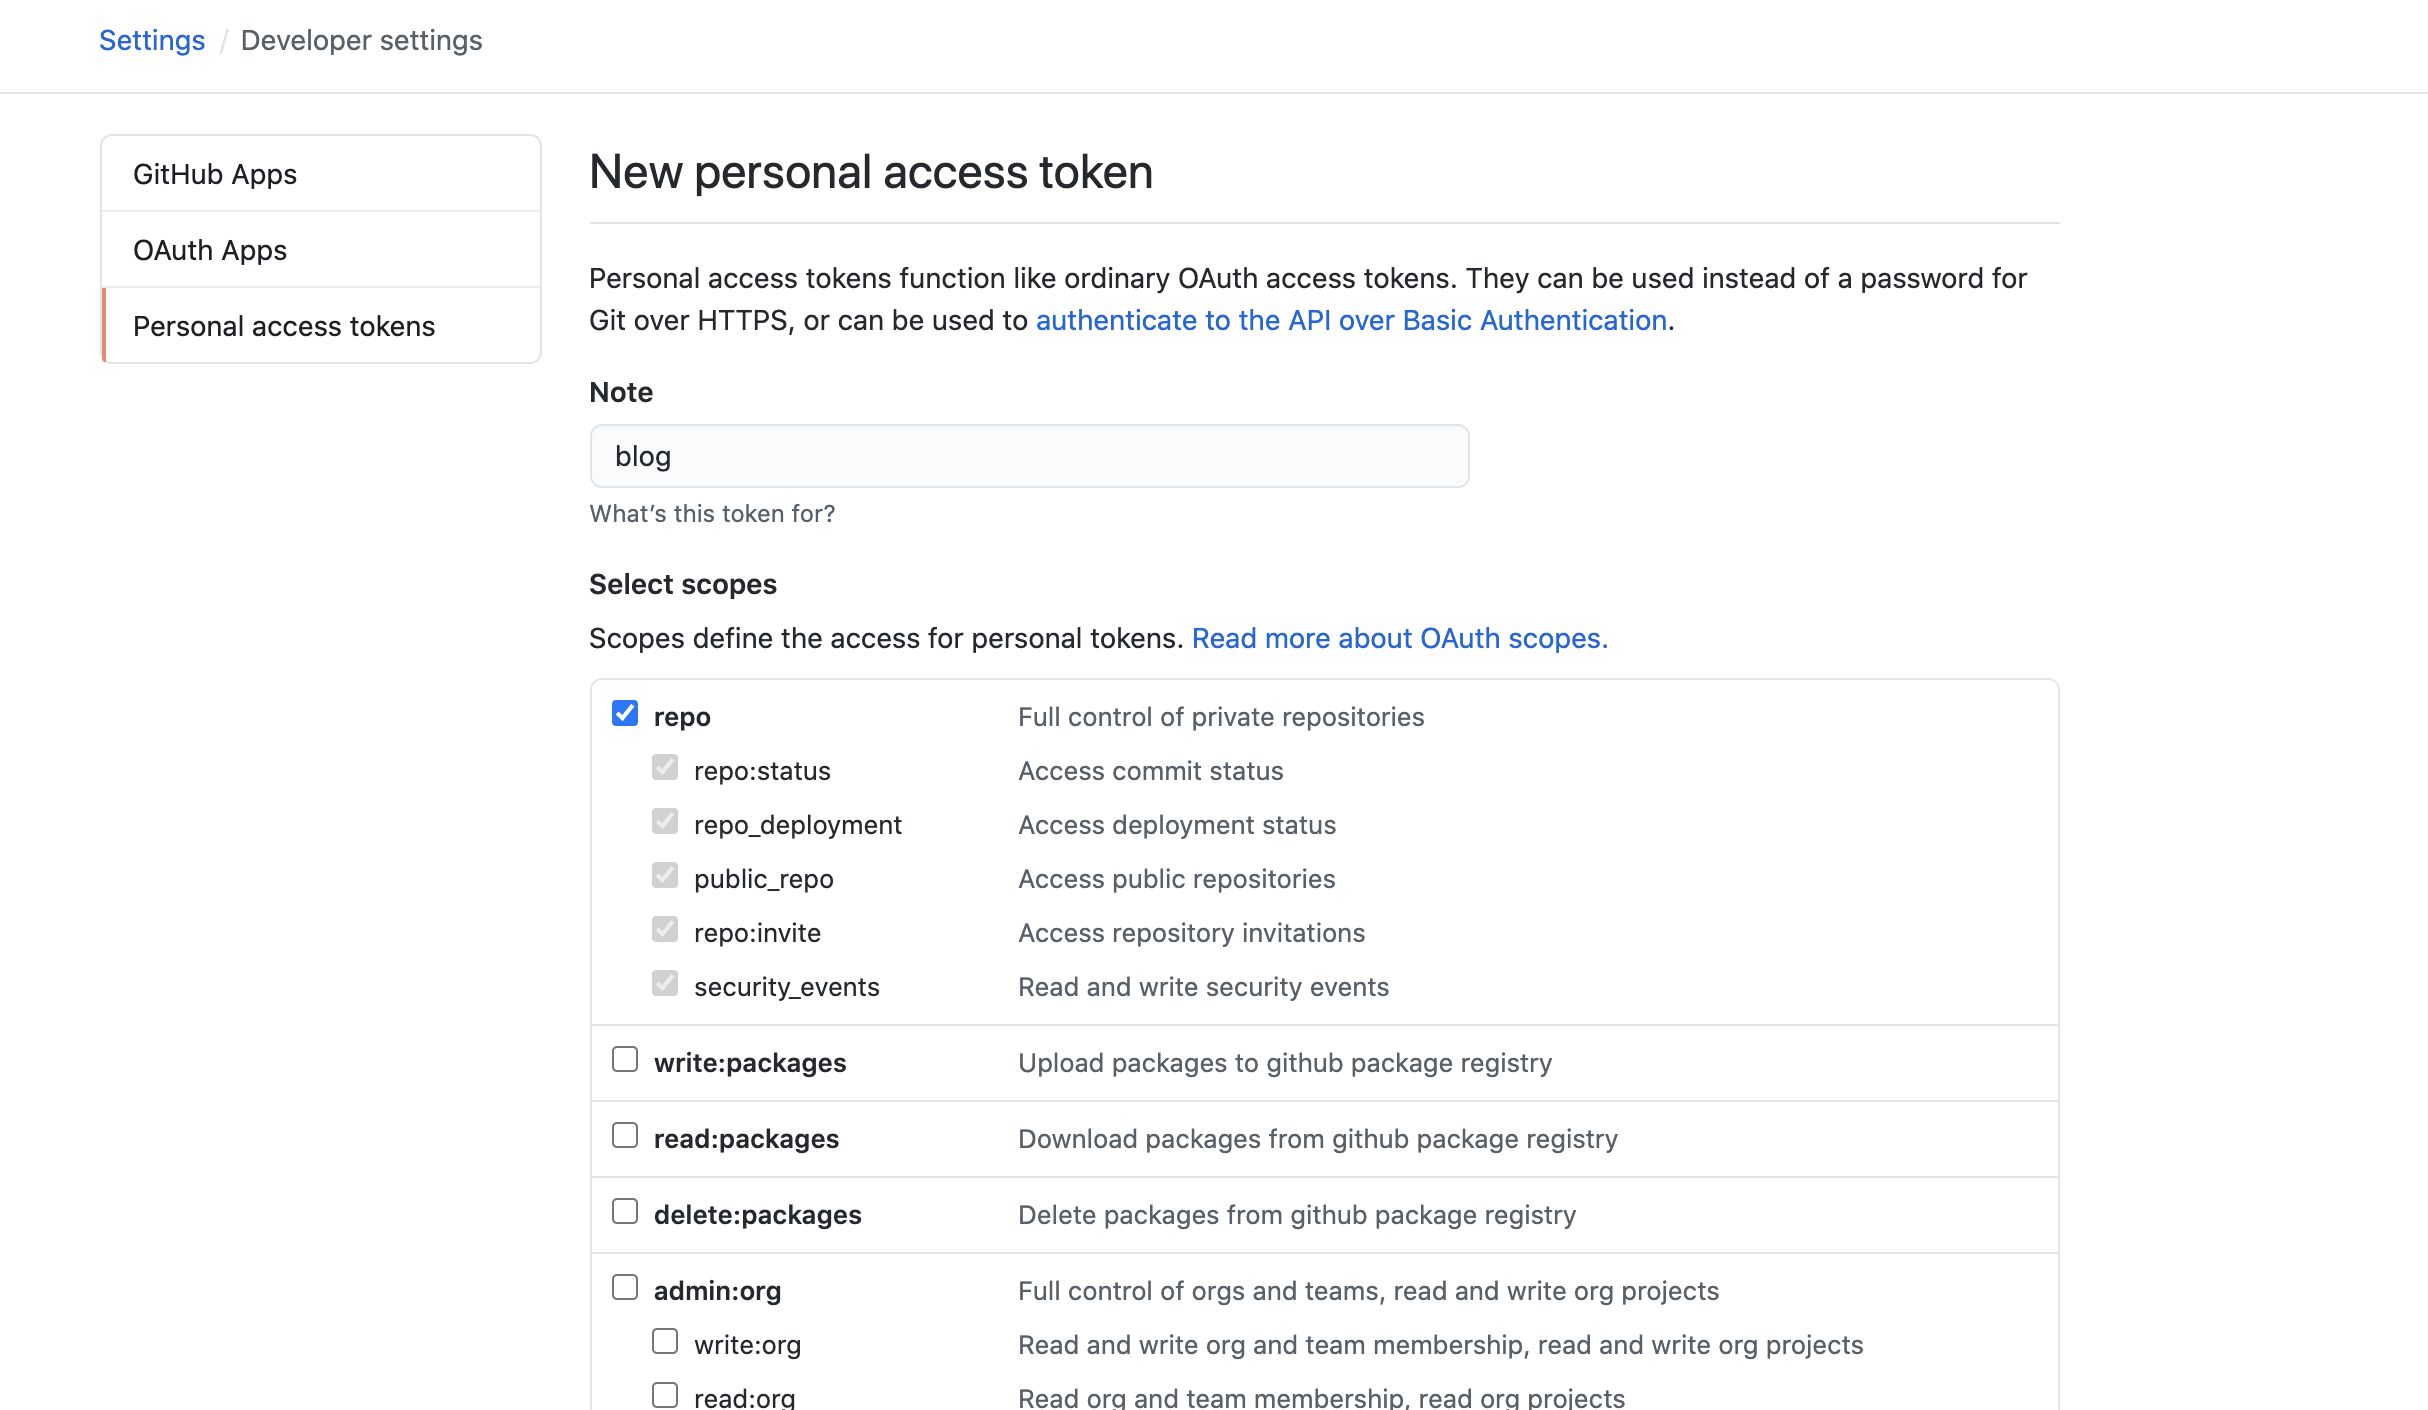 Settings / Developer settings
GitHub Apps
OAuth Apps
Personal access tokens
New personal access token
Personal access tokens function like ordinary OAuth access tokens. They can be used instead of a password for
Git over HTTPS, or can be used to authenticate to the API over Basic Authentication.
Note
blog
What’s this token for?
Select scopes
Scopes define the access for personal tokens. Read more about OAuth scopes.
repo Full control of private repositories
repo:status Access commit status
repo_deployment Access deployment status
public_repo Access public repositories
repo:invite Access repository invitations
security_events Read and write security events
write:packages Upload packages to github package registry
read:packages Download packages from github package registry
delete:packages Delete packages from github package registry
admin:org Full control of orgs and teams, read and write org projects
write:org Read and write org and team membership, read and write org projects
read:org Read org and team membership, read org projects